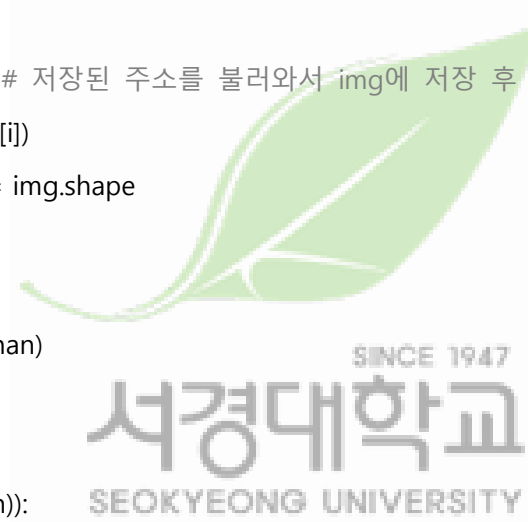 # 저장된 주소를 불러와서 img에 저장 후
[i])
= img.shape
nan)
SINCE 1947
서경대학교
n)):
SEOKYEONG UNIVERSITY